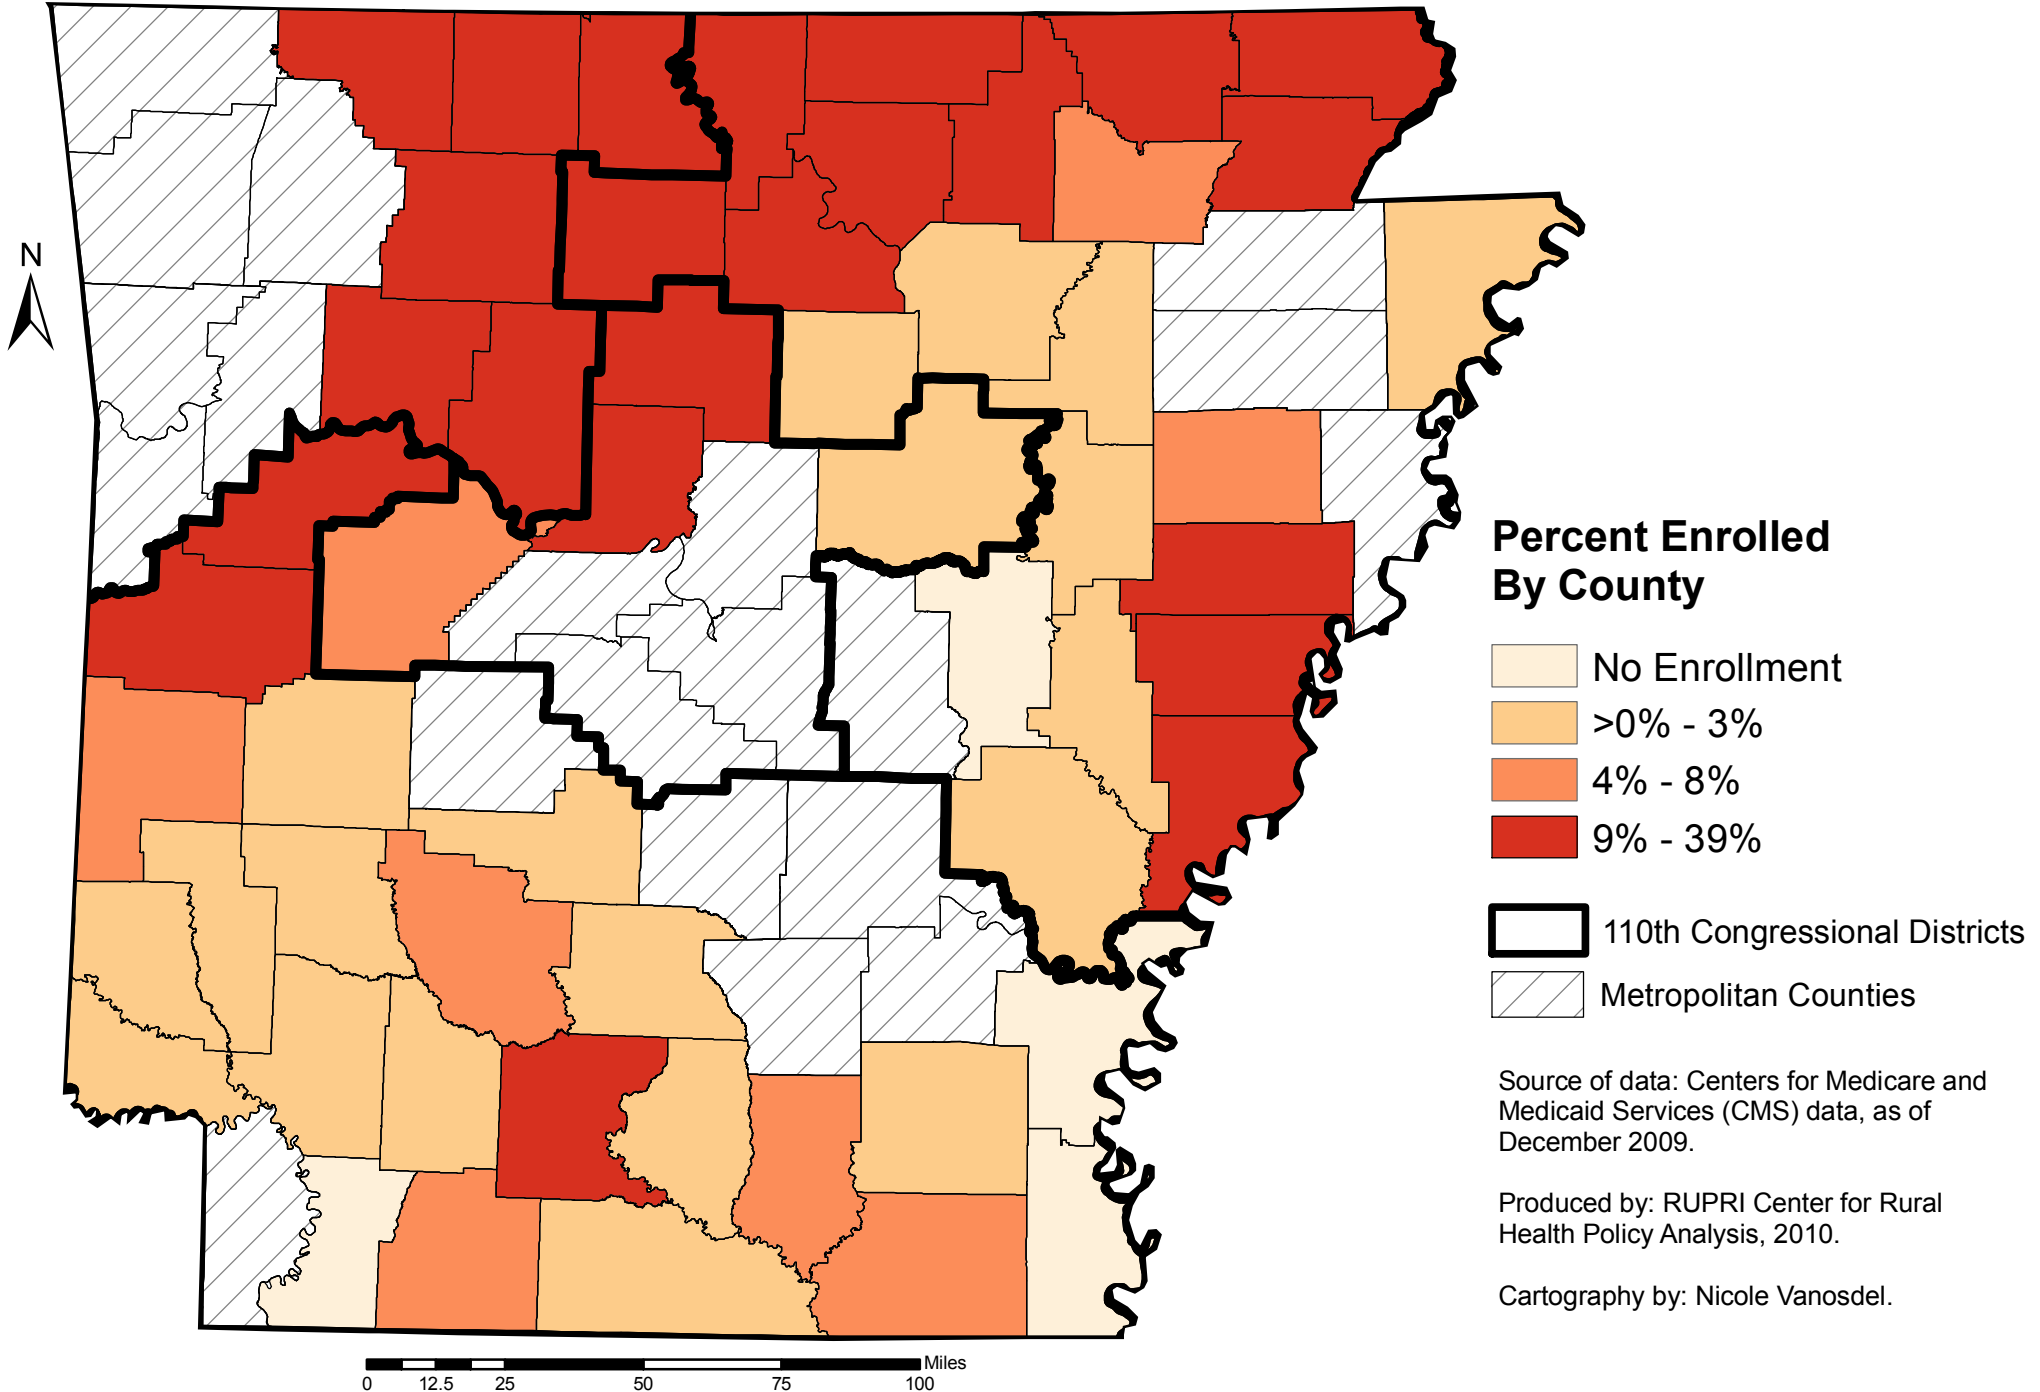 N
Percent Enrolled
By County
No Enrollment
>0% - 3%
4% - 8%
9% - 39%
110th Congressional Districts
Metropolitan Counties
Source of data: Centers for Medicare and
Medicaid Services (CMS) data, as of
December 2009.
Produced by: RUPRI Center for Rural
Health Policy Analysis, 2010.
Cartography by: Nicole Vanosdel.
Miles
0 12.5 25 50 75 100